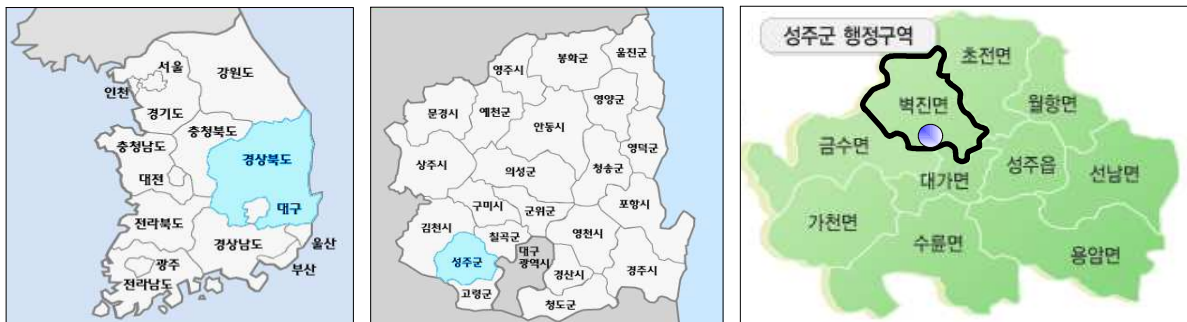 서울
강원도
인천
경기도
충청북도
충청남도
경상북도
대전
대구
전라북도
경상남도
울산
광주
부산
전라남도
울진군
봉화군
영주시
영양군
예천군
문경시
안동시
영덕군
상주시
의성군
청송군
구미시
군위군
포항시
김천시
칠곡군
영천시
성주군
대구
광역시
경산시
경주시
고령군
청도군
성주군 행정구역
초전면
벽진면
월항면
금수면
성주읍
대가면
선남면
가천면
수륜면
용암면